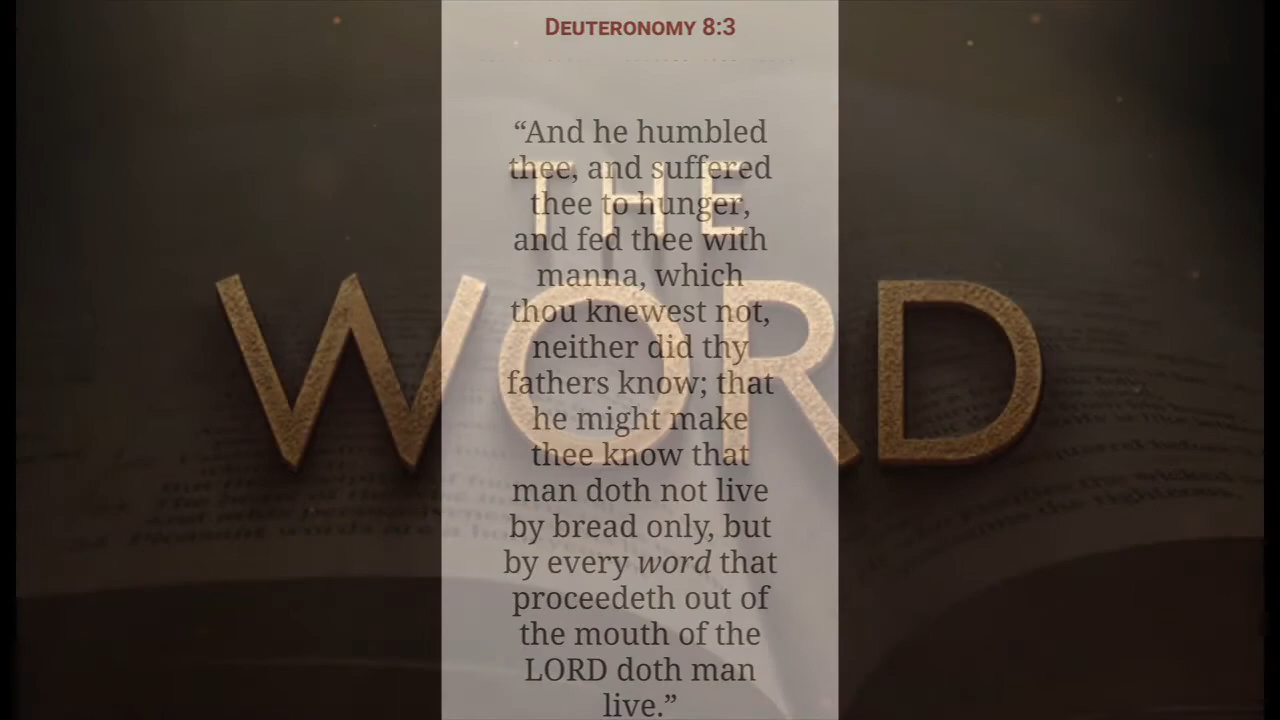 DEUTERONOMY 8:3
“And he humbled
thee, and suffered
thee to hunger,
and fed thee with
manna, which
thou knewest not,
neither did thy
fathers know; that
he might make
thee know that
man doth not live
by bread only, but
by every word that
proceedeth out of
the mouth of the
LORD doth man
live.”
THE
WORD